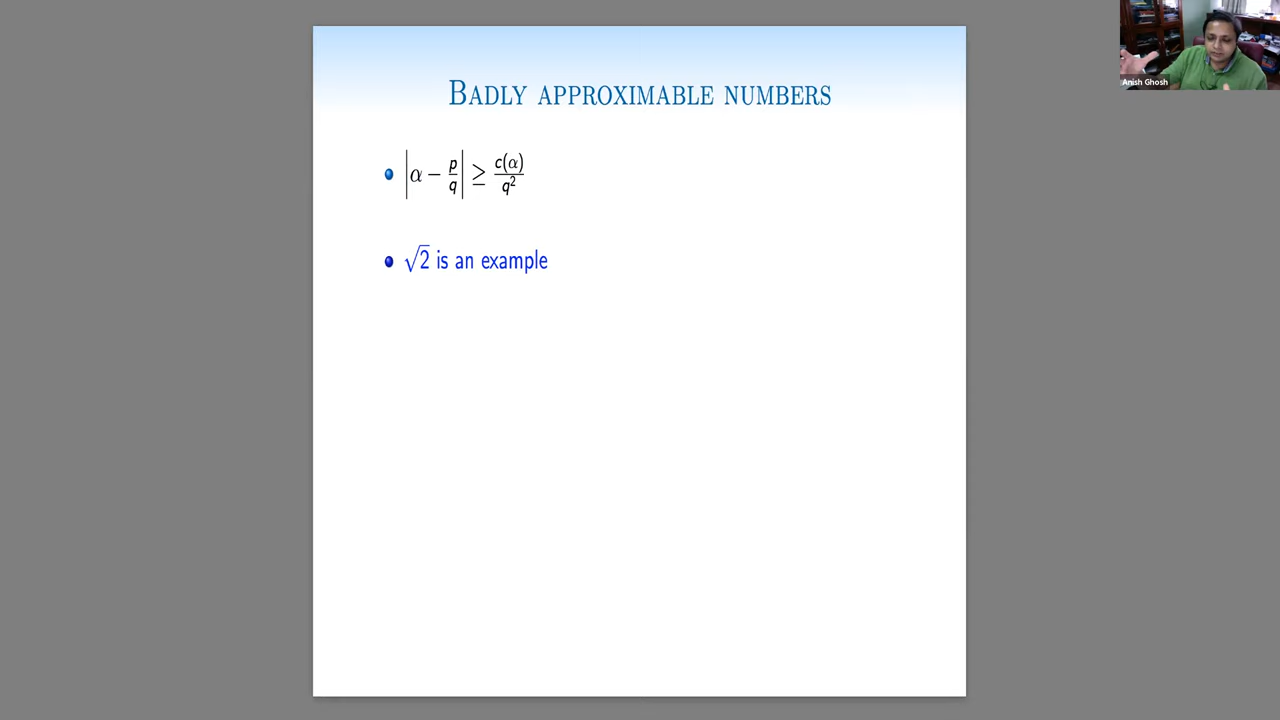 BADLY APPROXIMABLE NUMBERS
|α − p/q| ≥ c(α)/q²
√2 is an example
Anish Ghosh